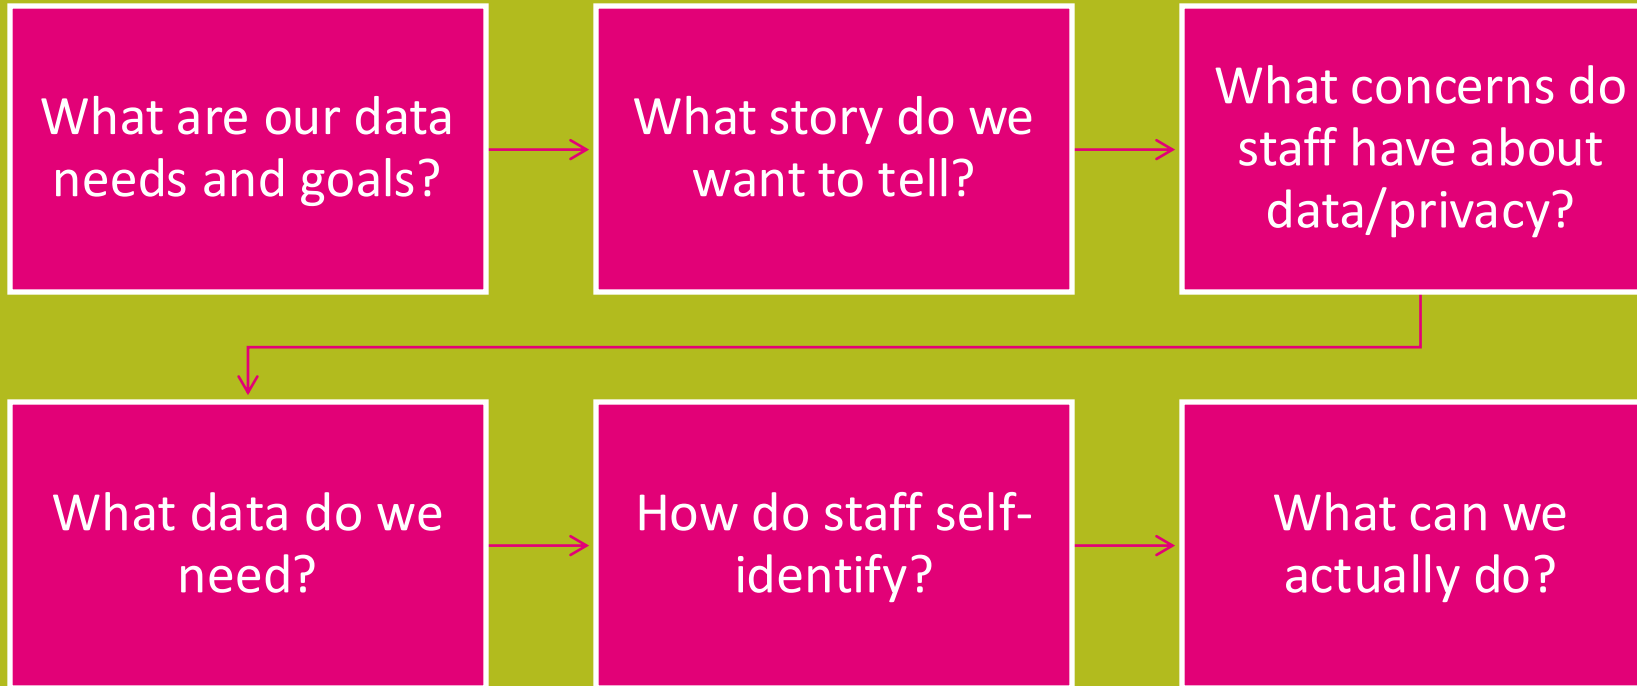 What are our data
needs and goals?
What story do we
want to tell?
What concerns do
staff have about
data/privacy?
What data do we
need?
How do staff self-
identify?
What can we
actually do?